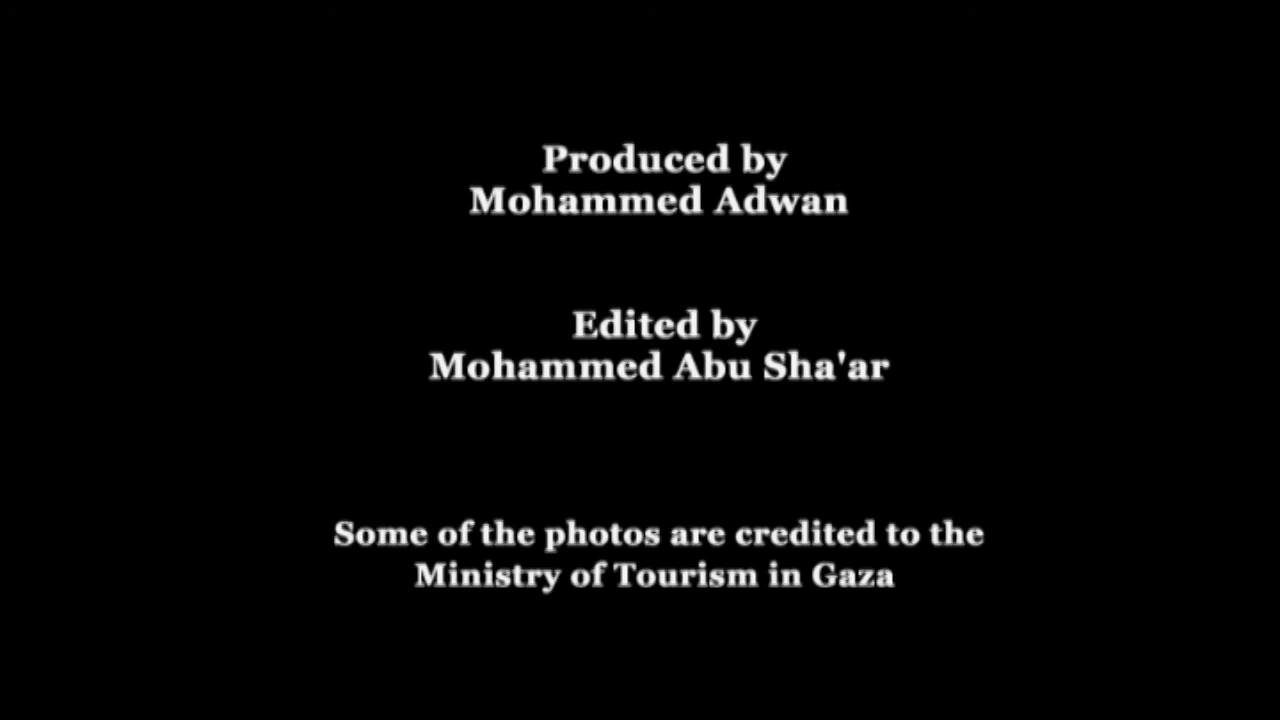 Produced by
Mohammed Adwan
Edited by
Mohammed Abu Sha'ar
Some of the photos are credited to the
Ministry of Tourism in Gaza